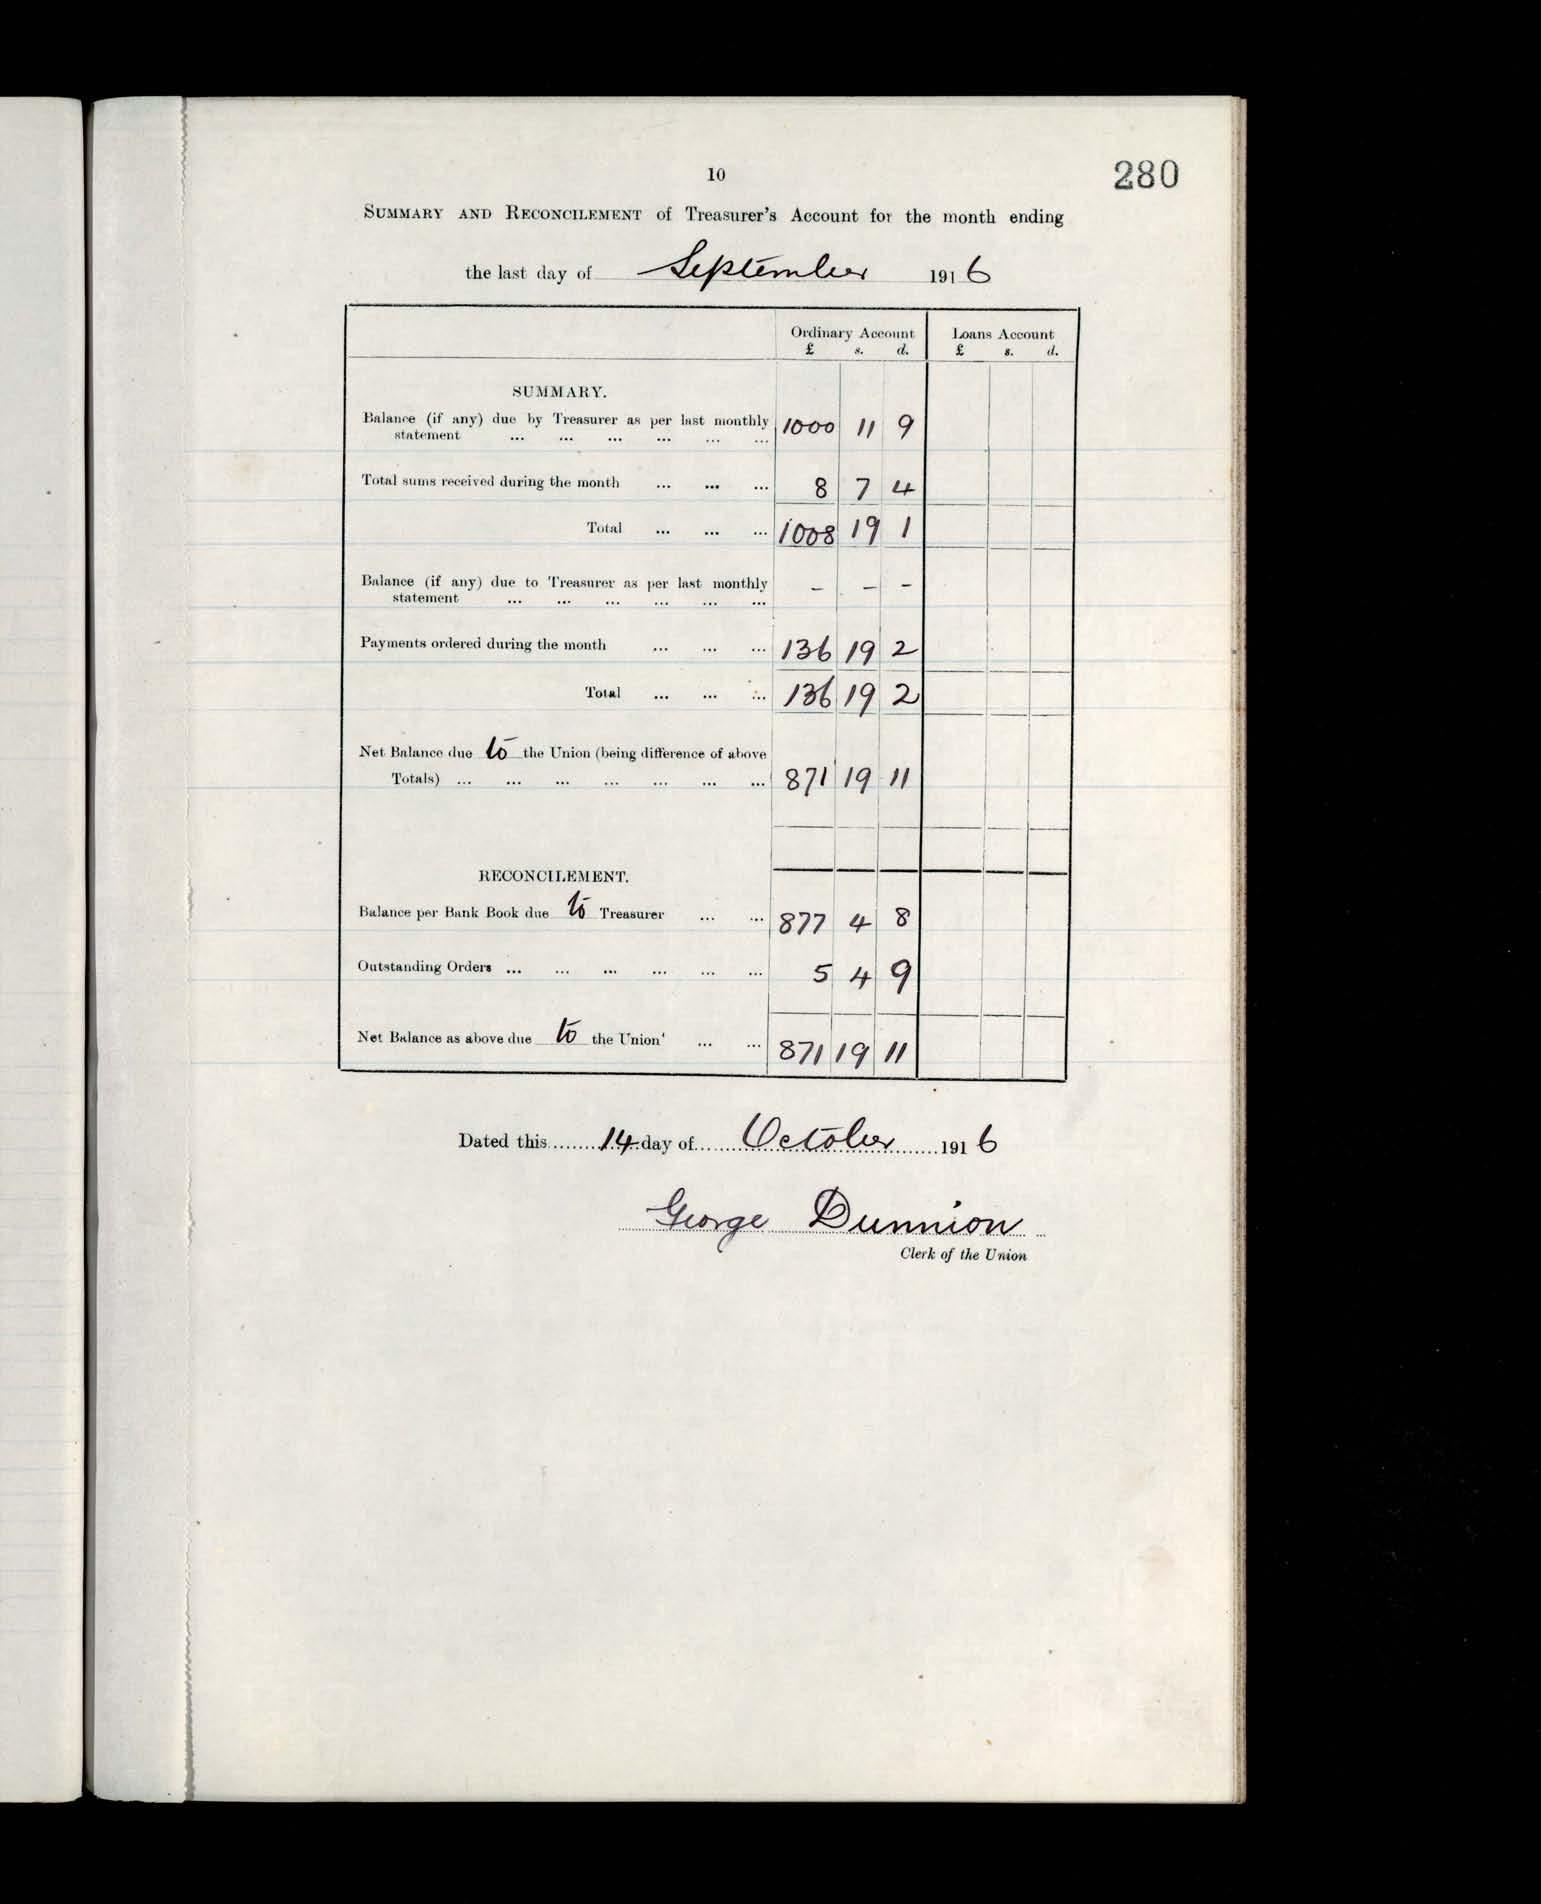 280
10
SUMMARY AND RECONCILEMENT of Treasurer's Account for the month ending
the last day of September 1916
Ordinary Account Loans Account
£ s. d. £ s. d.
SUMMARY.
Balance (if any) due by Treasurer as per last monthly
statement ... ... ... ... ... ... 1000 11 9
Total sums received during the month ... ... ... 8 7 4
Total ... ... ... 1008 19 1
Balance (if any) due to Treasurer as per last monthly
statement ... ... ... ... ... ... – – –
Payments ordered during the month ... ... ... 136 19 2
Total ... ... ... 136 19 2
Net Balance due to the Union (being difference of above
Totals) ... ... ... ... ... ... ... 871 19 11
RECONCILEMENT.
Balance per Bank Book due to Treasurer ... ... 877 4 8
Outstanding Orders ... ... ... ... ... ... 5 4 9
Net Balance as above due to the Union' ... ... 871 19 11
Dated this 14 day of October 1916
George Dunnion
Clerk of the Union